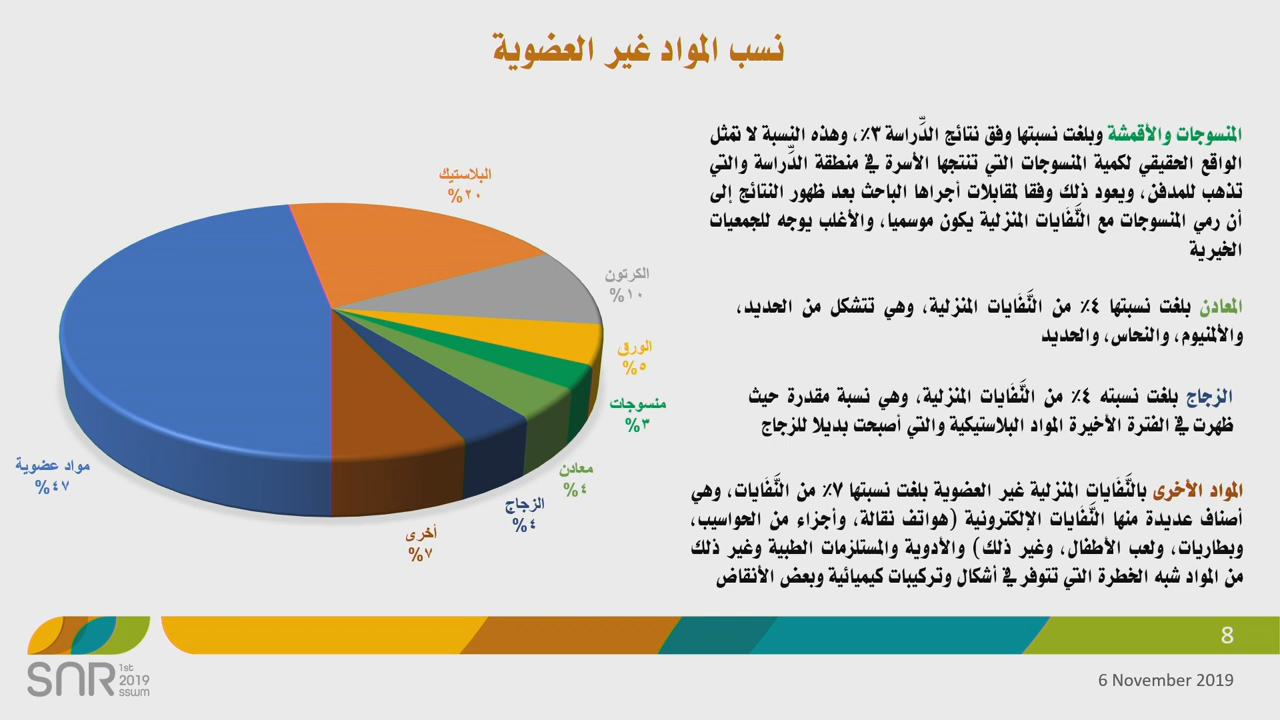 نسب المواد غير العضوية
المنسوجات والأقمشة وبلغت نسبتها وفق نتائج الدِّراسة ٣٪، وهذه النِسبة لا تمثل
الواقع الحقيقي لكمية المنسوجات التي تنتجها الأسرة في منطقة الدِّراسة والتي
تذهب للمدفن، ويعود ذلك وفقا لمقابلات أجراها الباحث بعد ظهور النتائج إلى
أن رمي المنسوجات مع النَّفَايات المنزلية يكون موسميا، والأغلب يوجه للجمعيات
الخيرية
المعادن بلغت نسبتها ٤٪ من النَّفَايات المنزلية، وهي تتشكل من الحديد،
والألمنيوم، والنحاس، والحديد
الزجاج بلغت نسبته ٤٪ من النَّفَايات المنزلية، وهي نسبة مقدرة حيث
ظهرت في الفترة الأخيرة المواد البلاستيكية والتي أصبحت بديلا للزجاج
المواد الأخرى بالنَّفَايات المنزلية غير العضوية بلغت نسبتها ٧٪ من النَّفَايات، وهي
أصناف عديدة منها النَّفَايات الإلكترونية (هواتف نقالة، وأجزاء من الحواسيب،
وبطاريات، ولعب الأطفال، وغير ذلك) والأدوية والمستلزمات الطبية وغير ذلك
من المواد شبه الخطرة التي تتوفر في أشكال وتركيبات كيميائية وبعض الأنقاض
البلاستيك
٢٠%
الكرتون
١٠%
الورق
٥%
منسوجات
٣%
معادن
٤%
الزجاج
٤%
أخرى
٧%
مواد عضوية
٤٧%
8
SNR
1st
2019
sswm
6 November 2019